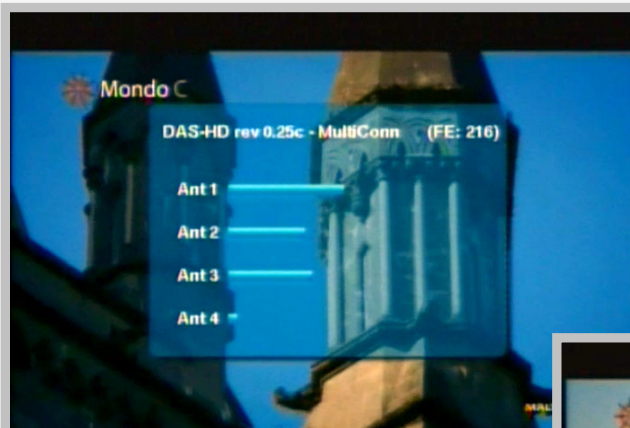 Mondo C
DAS-HD rev 0.25c - MultiConn (FE: 216)
Ant 1
Ant 2
Ant 3
Ant 4